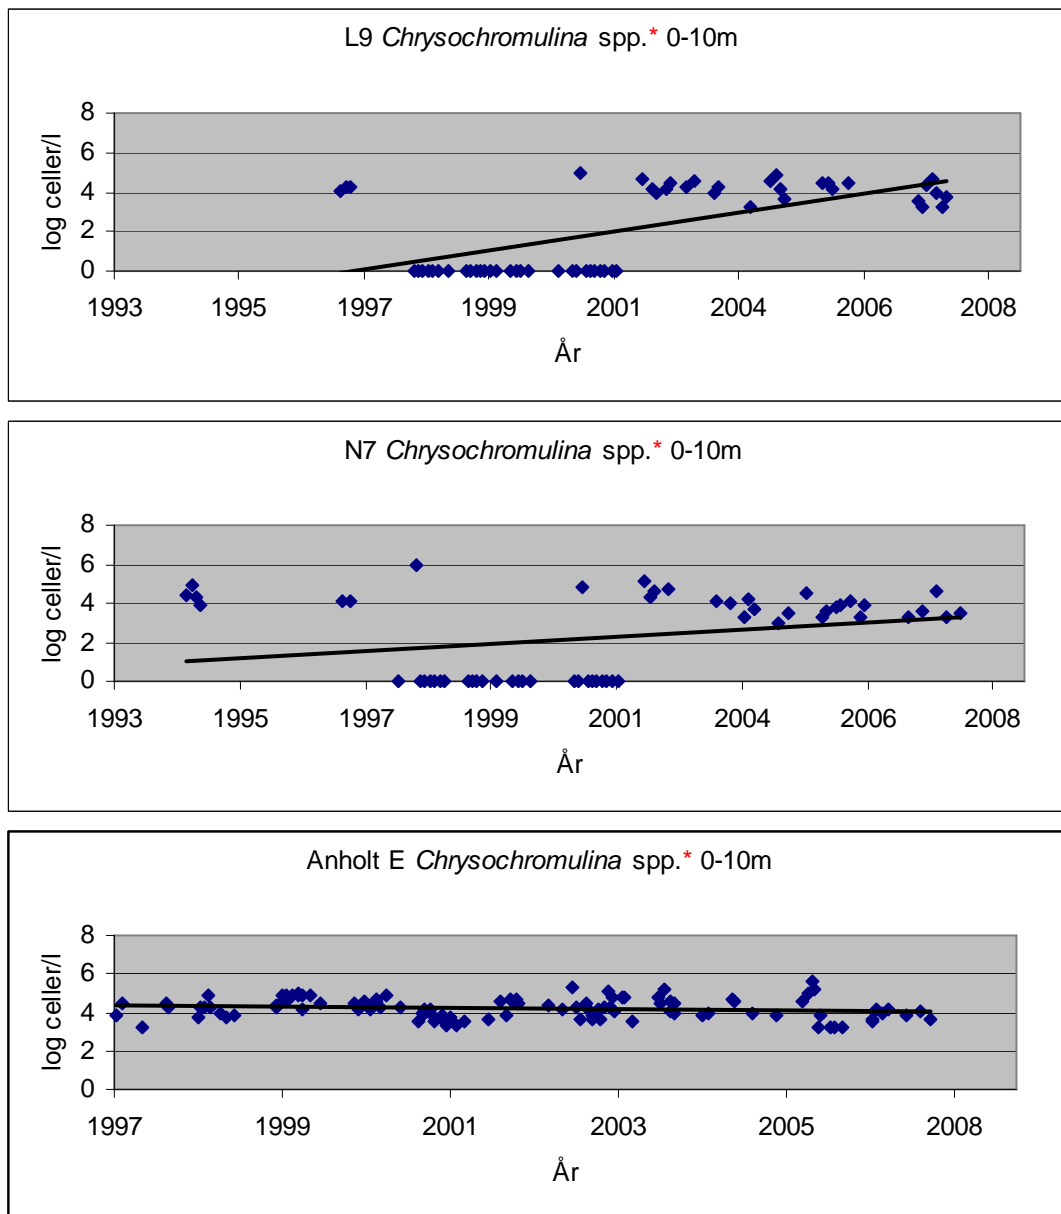 L9 Chrysochromulina spp.* 0-10m
8
6
4
2
0
log celler/l
1993 1995 1997 1999 2001 2004 2006 2008
År
N7 Chrysochromulina spp.* 0-10m
8
6
4
2
0
log celler/l
1993 1995 1997 1999 2001 2004 2006 2008
År
Anholt E Chrysochromulina spp.* 0-10m
8
6
4
2
0
log celler/l
1997 1999 2001 2003 2005 2008
År